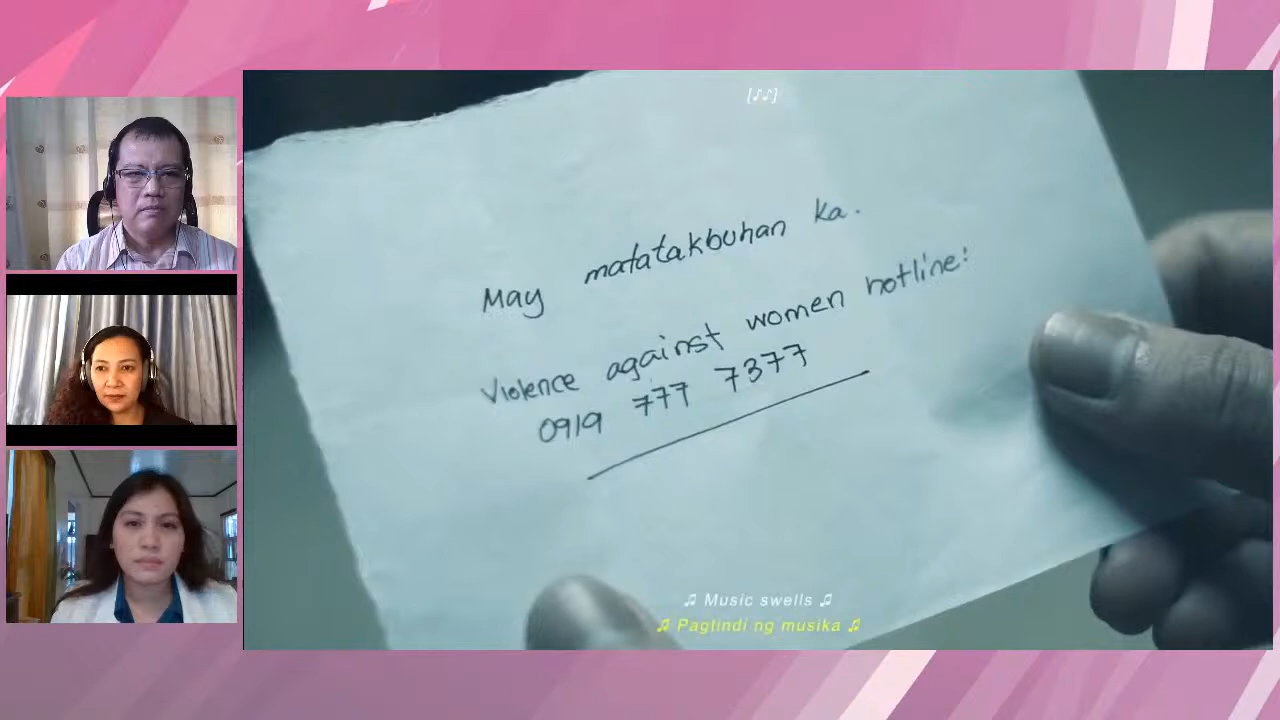 [♪♪]
May matatakbuhan ka.
Violence against women hotline:
0919 777 7377
♫ Music swells ♫
♫ Pagtindi ng musika ♫